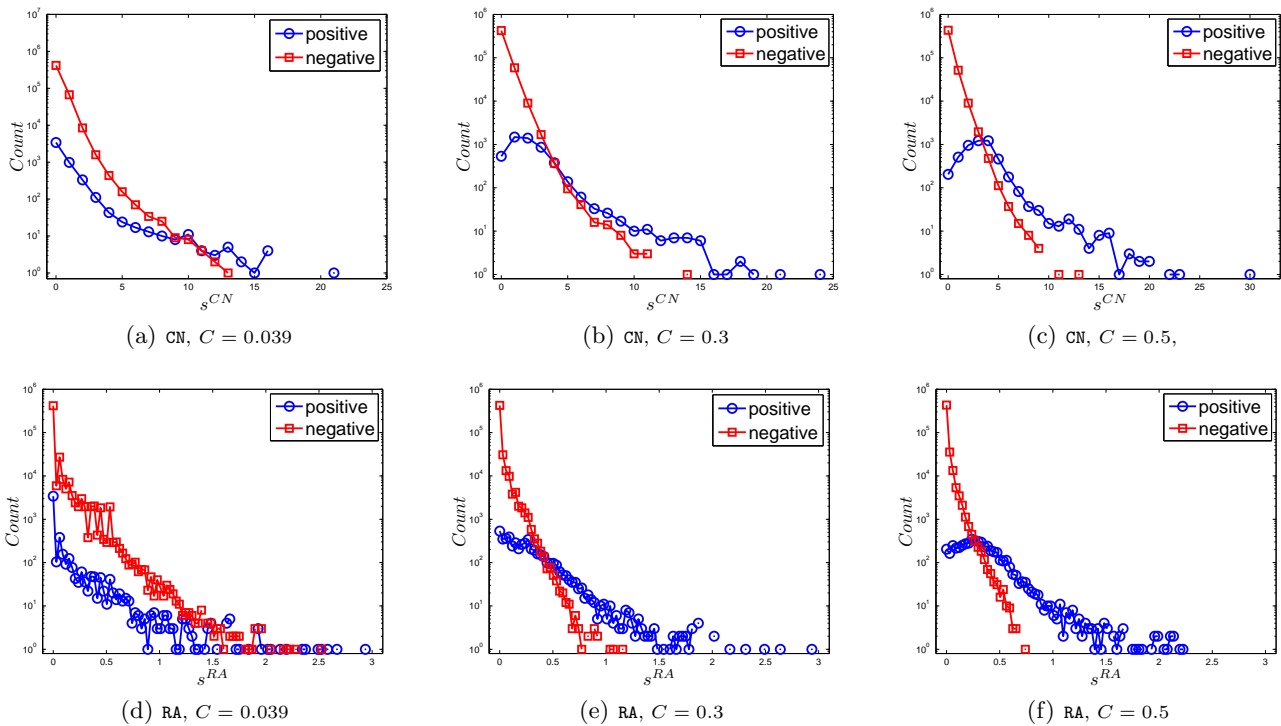 10^7
10^6
10^5
10^4
10^3
10^2
10^1
10^0
Count
0 5 10 15 20 25
s^{CN}
positive
negative
(a) CN, C = 0.039
10^6
10^5
10^4
10^3
10^2
10^1
10^0
Count
0 5 10 15 20 25
s^{CN}
positive
negative
(b) CN, C = 0.3
10^6
10^5
10^4
10^3
10^2
10^1
10^0
Count
0 5 10 15 20 25 30
s^{CN}
positive
negative
(c) CN, C = 0.5,
10^6
10^5
10^4
10^3
10^2
10^1
10^0
Count
0 0.5 1 1.5 2 2.5 3
s^{RA}
positive
negative
(d) RA, C = 0.039
10^6
10^5
10^4
10^3
10^2
10^1
10^0
Count
0 0.5 1 1.5 2 2.5 3
s^{RA}
positive
negative
(e) RA, C = 0.3
10^6
10^5
10^4
10^3
10^2
10^1
10^0
Count
0 0.5 1 1.5 2 2.5 3
s^{RA}
positive
negative
(f) RA, C = 0.5